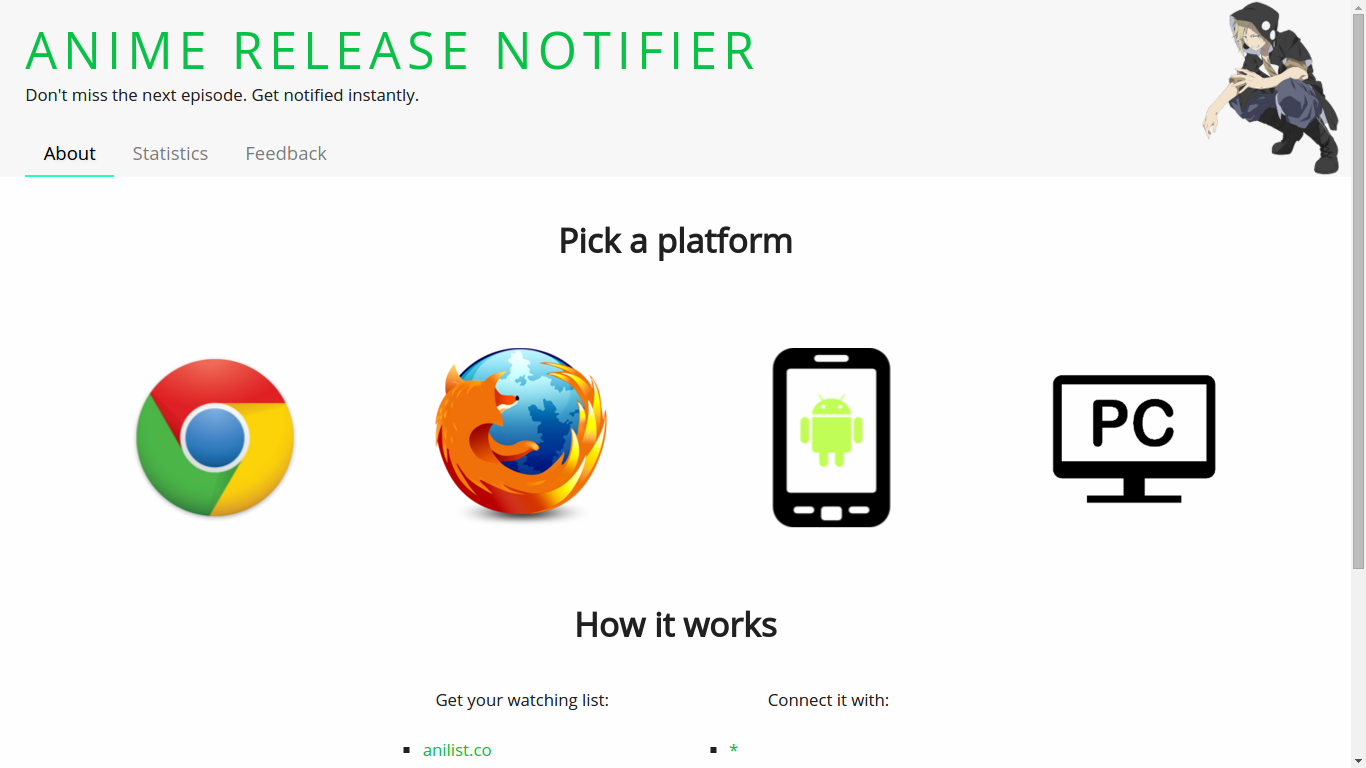 ANIME RELEASE NOTIFIER
Don't miss the next episode. Get notified instantly.
About Statistics Feedback
Pick a platform
PC
How it works
Get your watching list: Connect it with:
anilist.co *